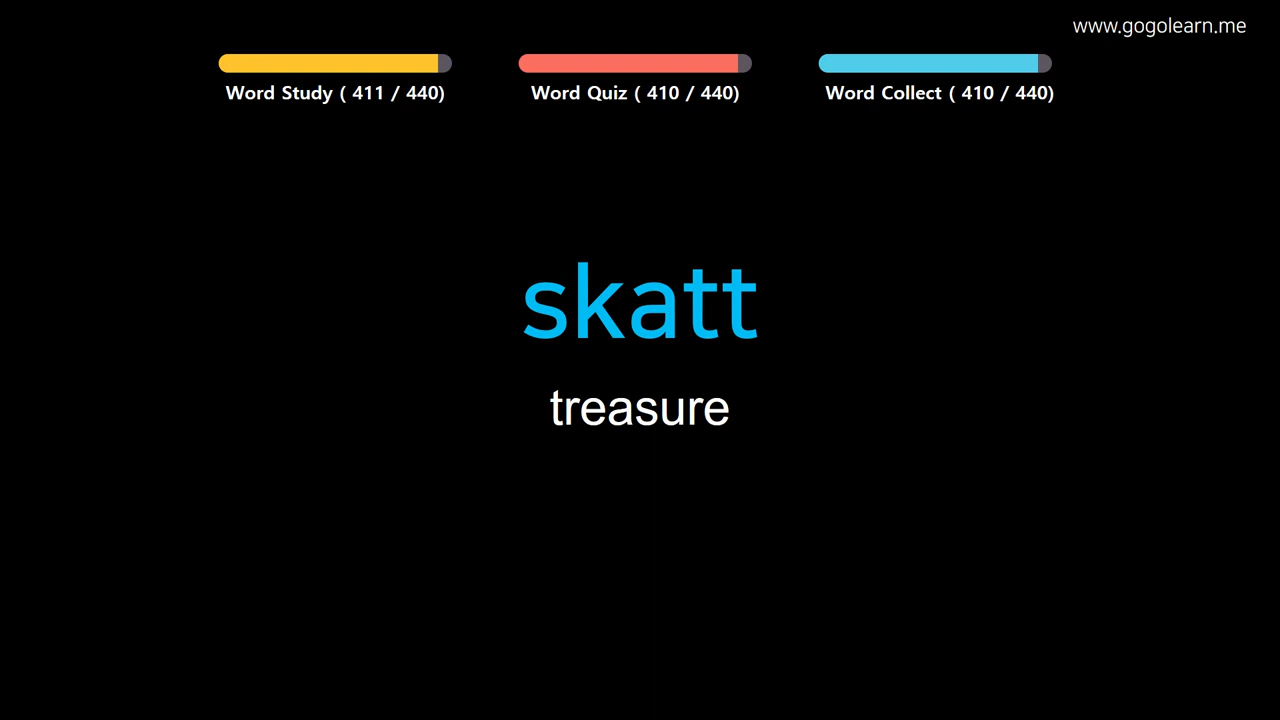 www.gogolearn.me
Word Study ( 411 / 440)
Word Quiz ( 410 / 440)
Word Collect ( 410 / 440)
skatt
treasure